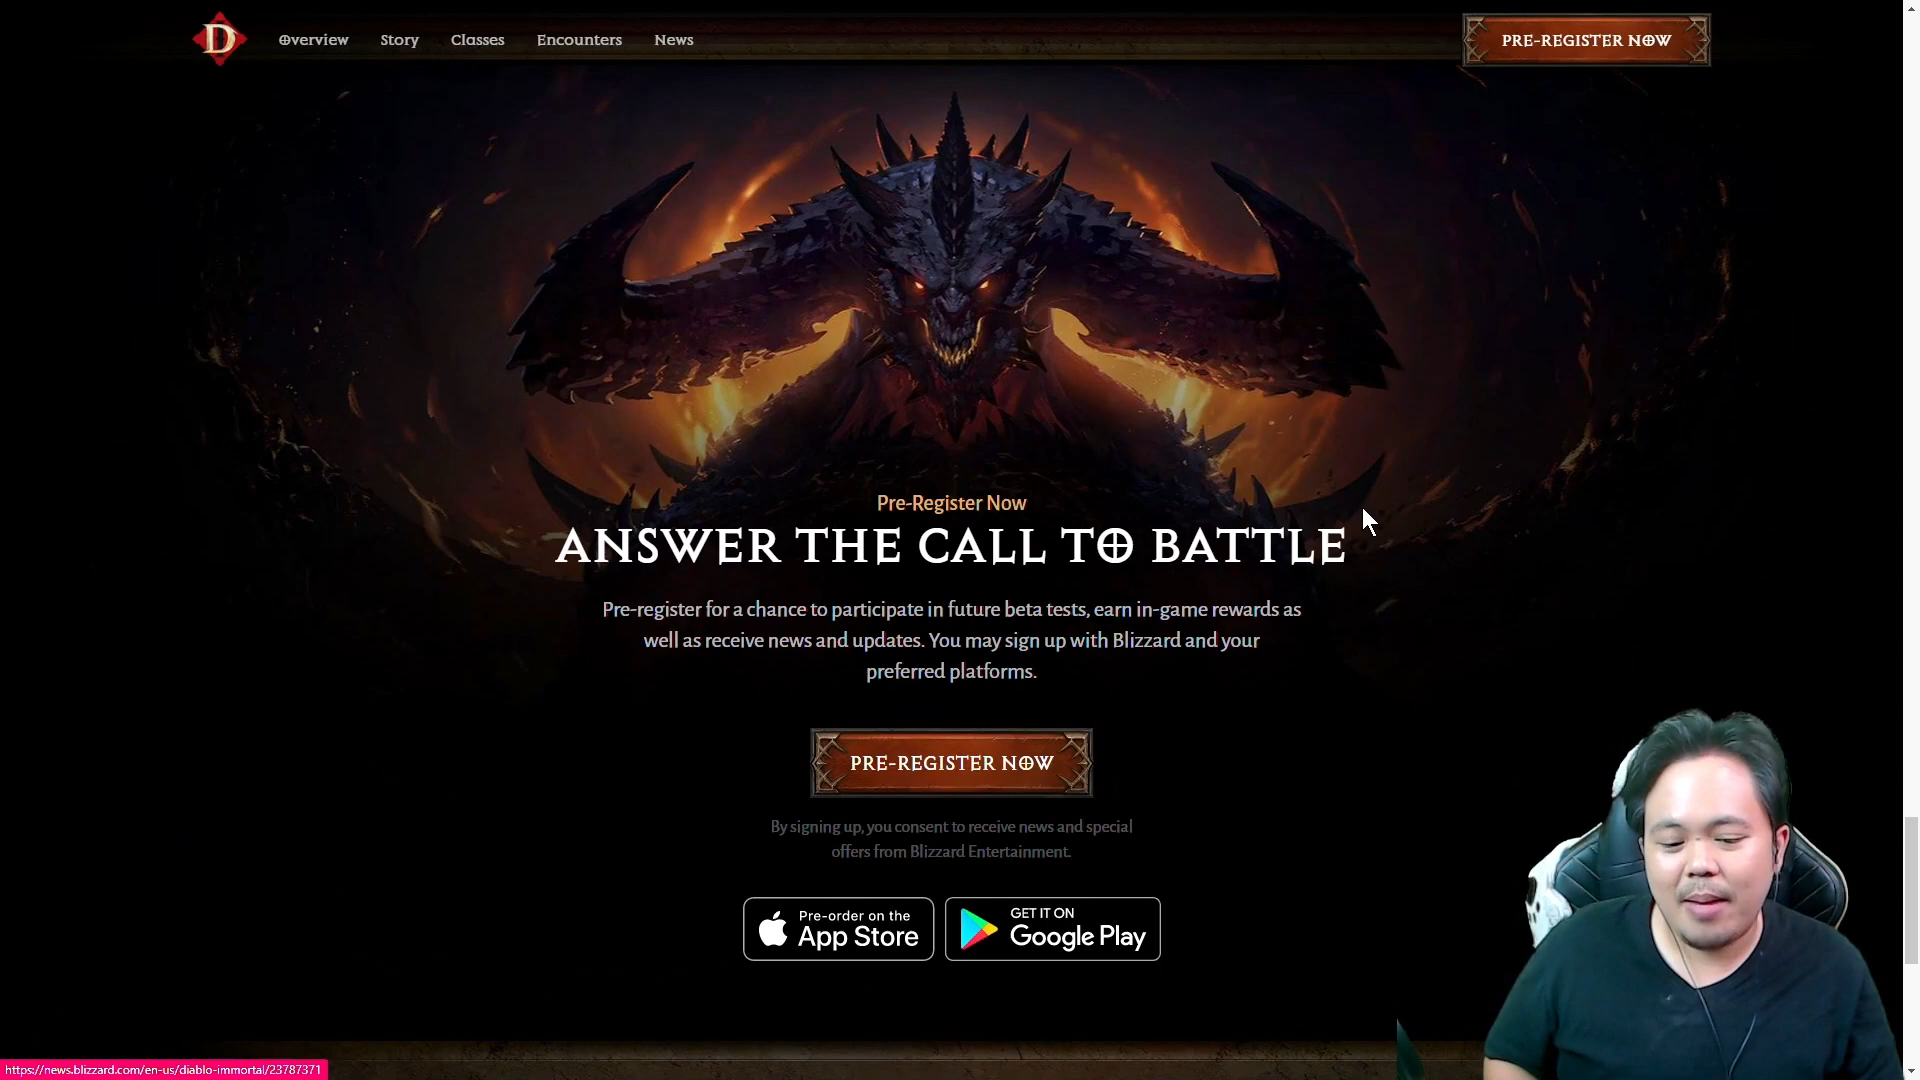 D
Overview
Story
Classes
Encounters
News
PRE-REGISTER NOW
Pre-Register Now
ANSWER THE CALL TO BATTLE
Pre-register for a chance to participate in future beta tests, earn in-game rewards as
well as receive news and updates. You may sign up with Blizzard and your
preferred platforms.
PRE-REGISTER NOW
By signing up, you consent to receive news and special
offers from Blizzard Entertainment.
Pre-order on the
App Store
GET IT ON
Google Play
https://news.blizzard.com/en-us/diablo-immortal/23787371